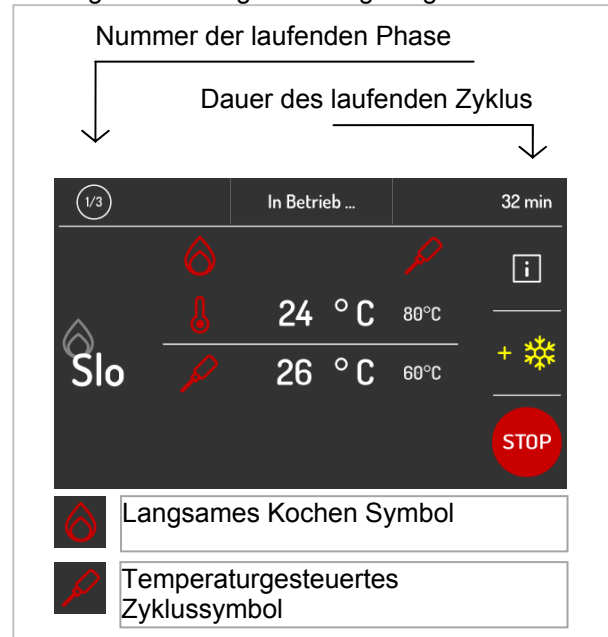 Nummer der laufenden Phase
Dauer des laufenden Zyklus
1/3 In Betrieb ... 32 min
i
24 °C 80°C
+
Slo
26 °C 60°C
STOP
Langsames Kochen Symbol
Temperaturgesteuertes
Zyklussymbol